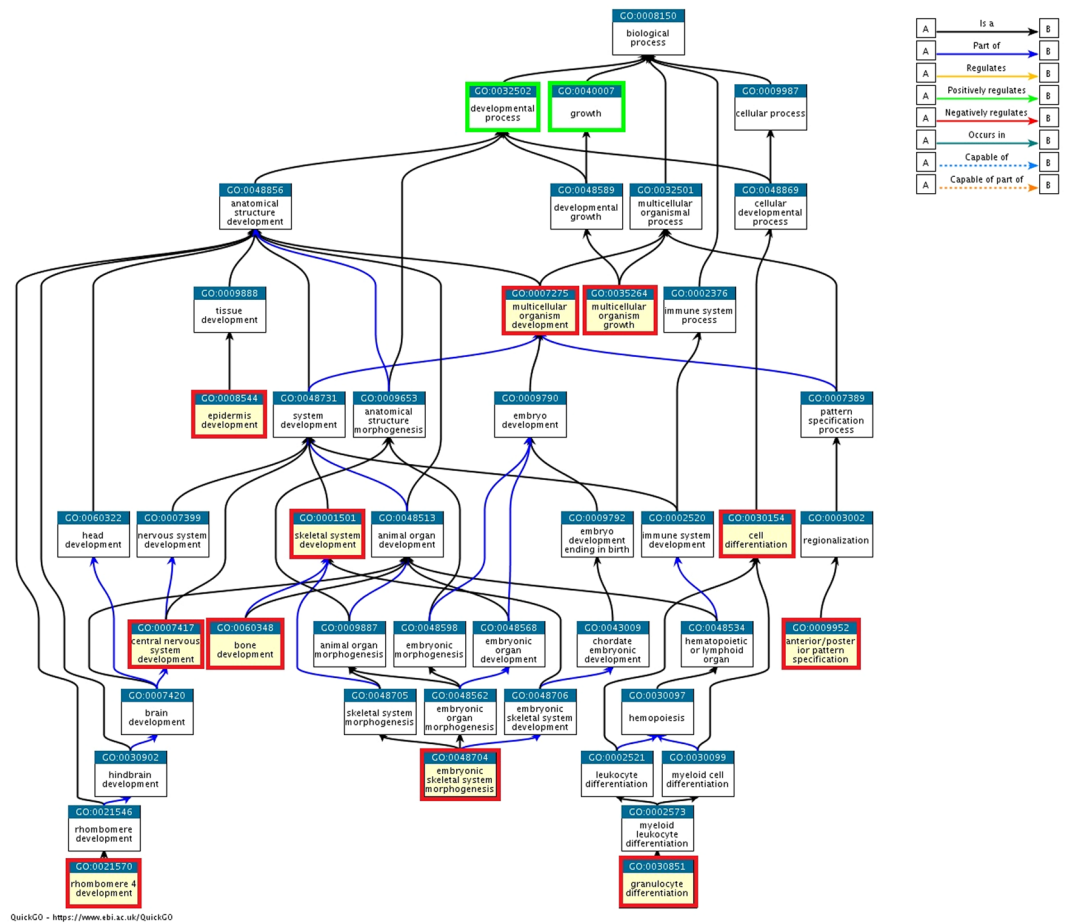 GO:0008150
biological
process
A
Is a
B
A
Part of
B
A
Regulates
B
A
Positively regulates
B
A
Negatively regulates
B
A
Occurs in
B
A
Capable of
B
A
Capable of part of
B
GO:0032502
developmental
process
GO:0040007
growth
GO:0009987
cellular process
GO:0048856
anatomical
structure
development
GO:0048589
developmental
growth
GO:0032501
multicellular
organismal
process
GO:0048869
cellular
developmental
process
GO:0009888
tissue
development
GO:0007275
multicellular
organism
development
GO:0035264
multicellular
organism
growth
GO:0002376
immune system
process
GO:0008544
epidermis
development
GO:0048731
system
development
GO:0009653
anatomical
structure
morphogenesis
GO:0009790
embryo
development
GO:0007389
pattern
specification
process
GO:0060322
head
development
GO:0007399
nervous system
development
GO:0001501
skeletal system
development
GO:0048513
animal organ
development
GO:0009792
embryo
development
ending in birth
GO:0002520
immune system
development
GO:0030154
cell
differentiation
GO:0003002
regionalization
GO:0007417
central nervous
system
development
GO:0060348
bone
development
GO:0009887
animal organ
morphogenesis
GO:0048598
embryonic
morphogenesis
GO:0048568
embryonic
organ
development
GO:0043009
chordate
embryonic
development
GO:0048534
hematopoietic
or lymphoid
organ
GO:0009952
anterior/poster
ior pattern
specification
GO:0007420
brain
development
GO:0048705
skeletal system
morphogenesis
GO:0048562
embryonic
organ
morphogenesis
GO:0048706
embryonic
skeletal system
development
GO:0030097
hemopoiesis
GO:0030902
hindbrain
development
GO:0048704
embryonic
skeletal system
morphogenesis
GO:0002521
leukocyte
differentiation
GO:0030099
myeloid cell
differentiation
GO:0021546
rhombomere
development
GO:0002573
myeloid
leukocyte
differentiation
GO:0021570
rhombomere 4
development
GO:0030851
granulocyte
differentiation
QuickGO - https://www.ebi.ac.uk/QuickGO